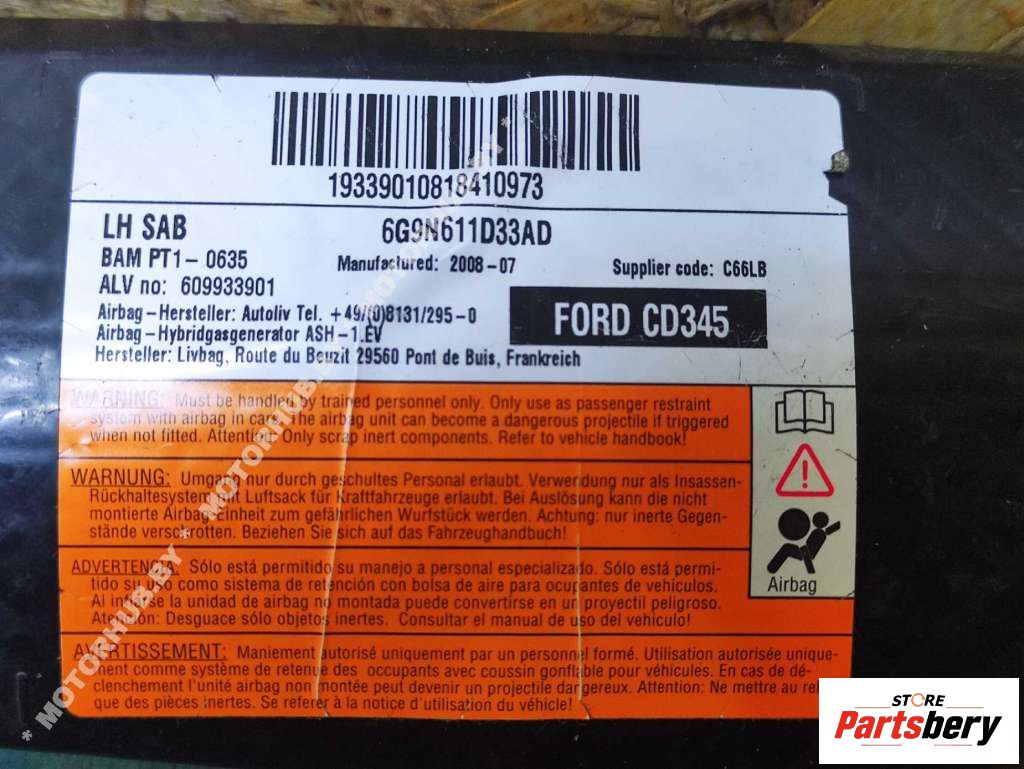 19339010818410973
LH SAB
6G9N611D33AD
BAM PT1-0635
Manufactured: 2008-07
Supplier code: C66LB
ALV no: 609933901
FORD CD345
Airbag-Hersteller: Autoliv Tel. +49/(0)8131/295-0
Airbag-Hybridgasgenerator ASH-1.EV
Hersteller: Livbag, Route du Beuzit 29560 Pont de Buis, Frankreich
WARNING: Must be handled by trained personnel only. Only use as passenger restraint
system with airbag in cars. The airbag unit can become a dangerous projectile if triggered
when not fitted. Attention: Only scrap inert components. Refer to vehicle handbook!
WARNUNG: Umgang nur durch geschultes Personal erlaubt. Verwendung nur als Insassen-
Rückhaltesystem mit Luftsack für Kraftfahrzeuge erlaubt. Bei Auslösung kann die nicht
montierte Airbag-Einheit zum gefährlichen Wurfstück werden. Achtung: nur inerte Gegen-
stände verschrotten. Beziehen Sie sich auf das Fahrzeughandbuch!
ADVERTENCIA: Sólo está permitido su manejo a personal especializado. Sólo está permi-
tido su uso como sistema de retención con bolsa de aire para ocupantes de vehículos.
Al inflarse la unidad de airbag no montada puede convertirse en un proyectil peligroso.
Atención: Desguace sólo objetos inertes. Consultar el manual de uso del vehículo!
AVERTISSEMENT: Maniement autorisé uniquement par un personnel formé. Utilisation autorisée unique-
ment comme système de retenue des occupants avec coussin gonflable pour véhicules. En cas de dé-
clenchement l'unité airbag non montée peut devenir un projectile dangereux. Attention: Ne mettre au re
que des pièces inertes. Se referer à la notice d'utilisation du véhicule!
Airbag
* MOTORHUB.BY * MOTORHUB.BY *
STORE
Partsbery